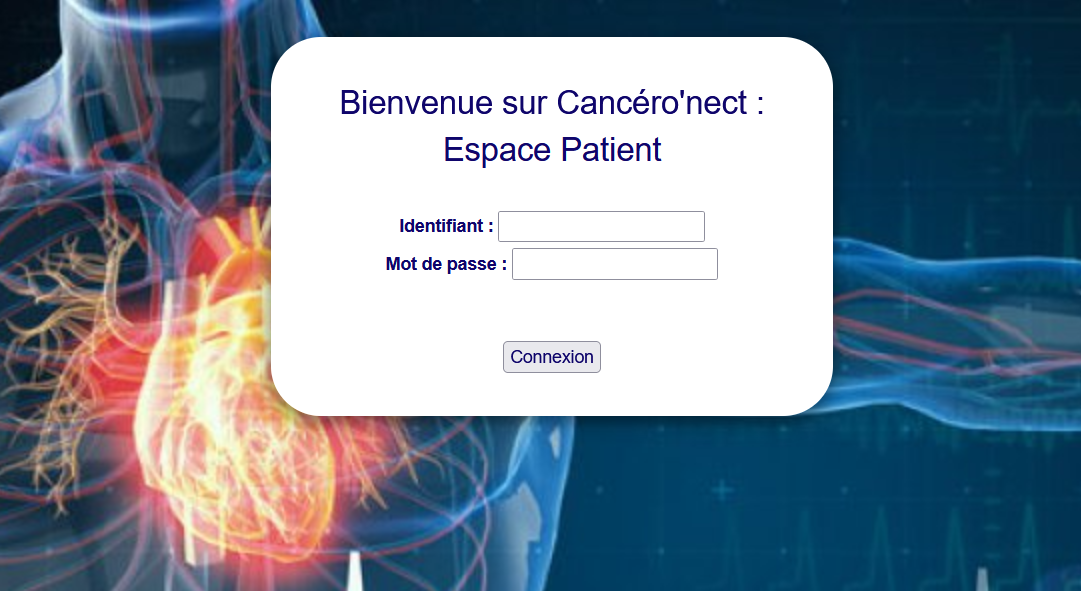 Bienvenue sur Cancéro'nect :
Espace Patient
Identifiant :
Mot de passe :
Connexion